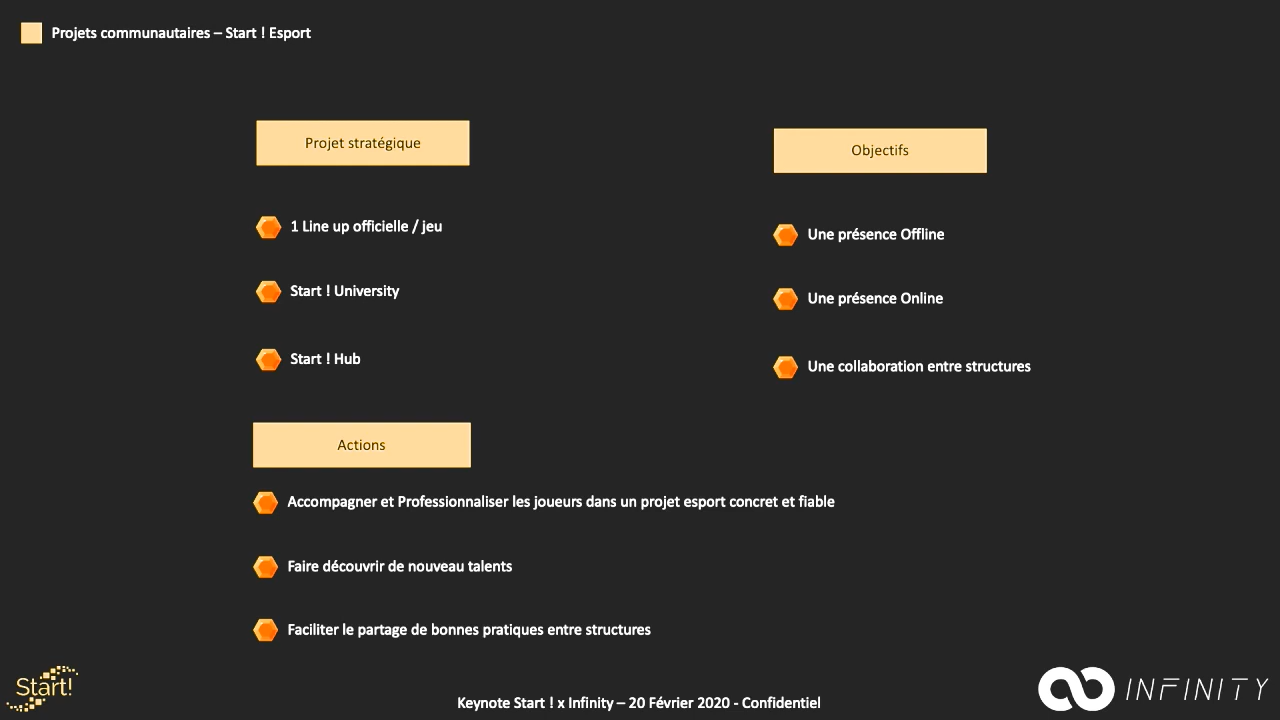 Projets communautaires – Start ! Esport
Projet stratégique
1 Line up officielle / jeu
Start ! University
Start ! Hub
Objectifs
Une présence Offline
Une présence Online
Une collaboration entre structures
Actions
Accompagner et Professionnaliser les joueurs dans un projet esport concret et fiable
Faire découvrir de nouveau talents
Faciliter le partage de bonnes pratiques entre structures
Start!
Keynote Start ! x Infinity – 20 Février 2020 - Confidentiel
INFINITY